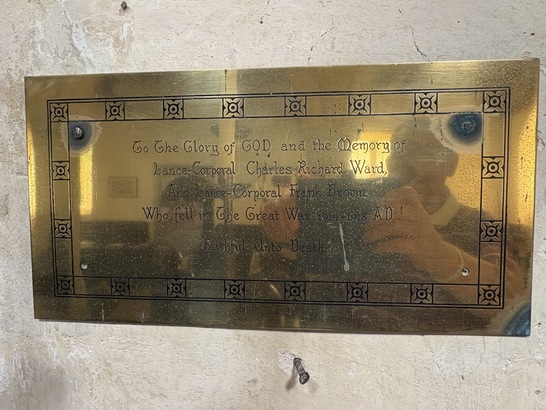 To The Glory of GOD and the Memory of
Lance-Corporal Charles Richard Ward,
And Lance-Corporal Frank Brown
Who fell in The Great War 1914-1918 A.D.!
Faithful Unto Death